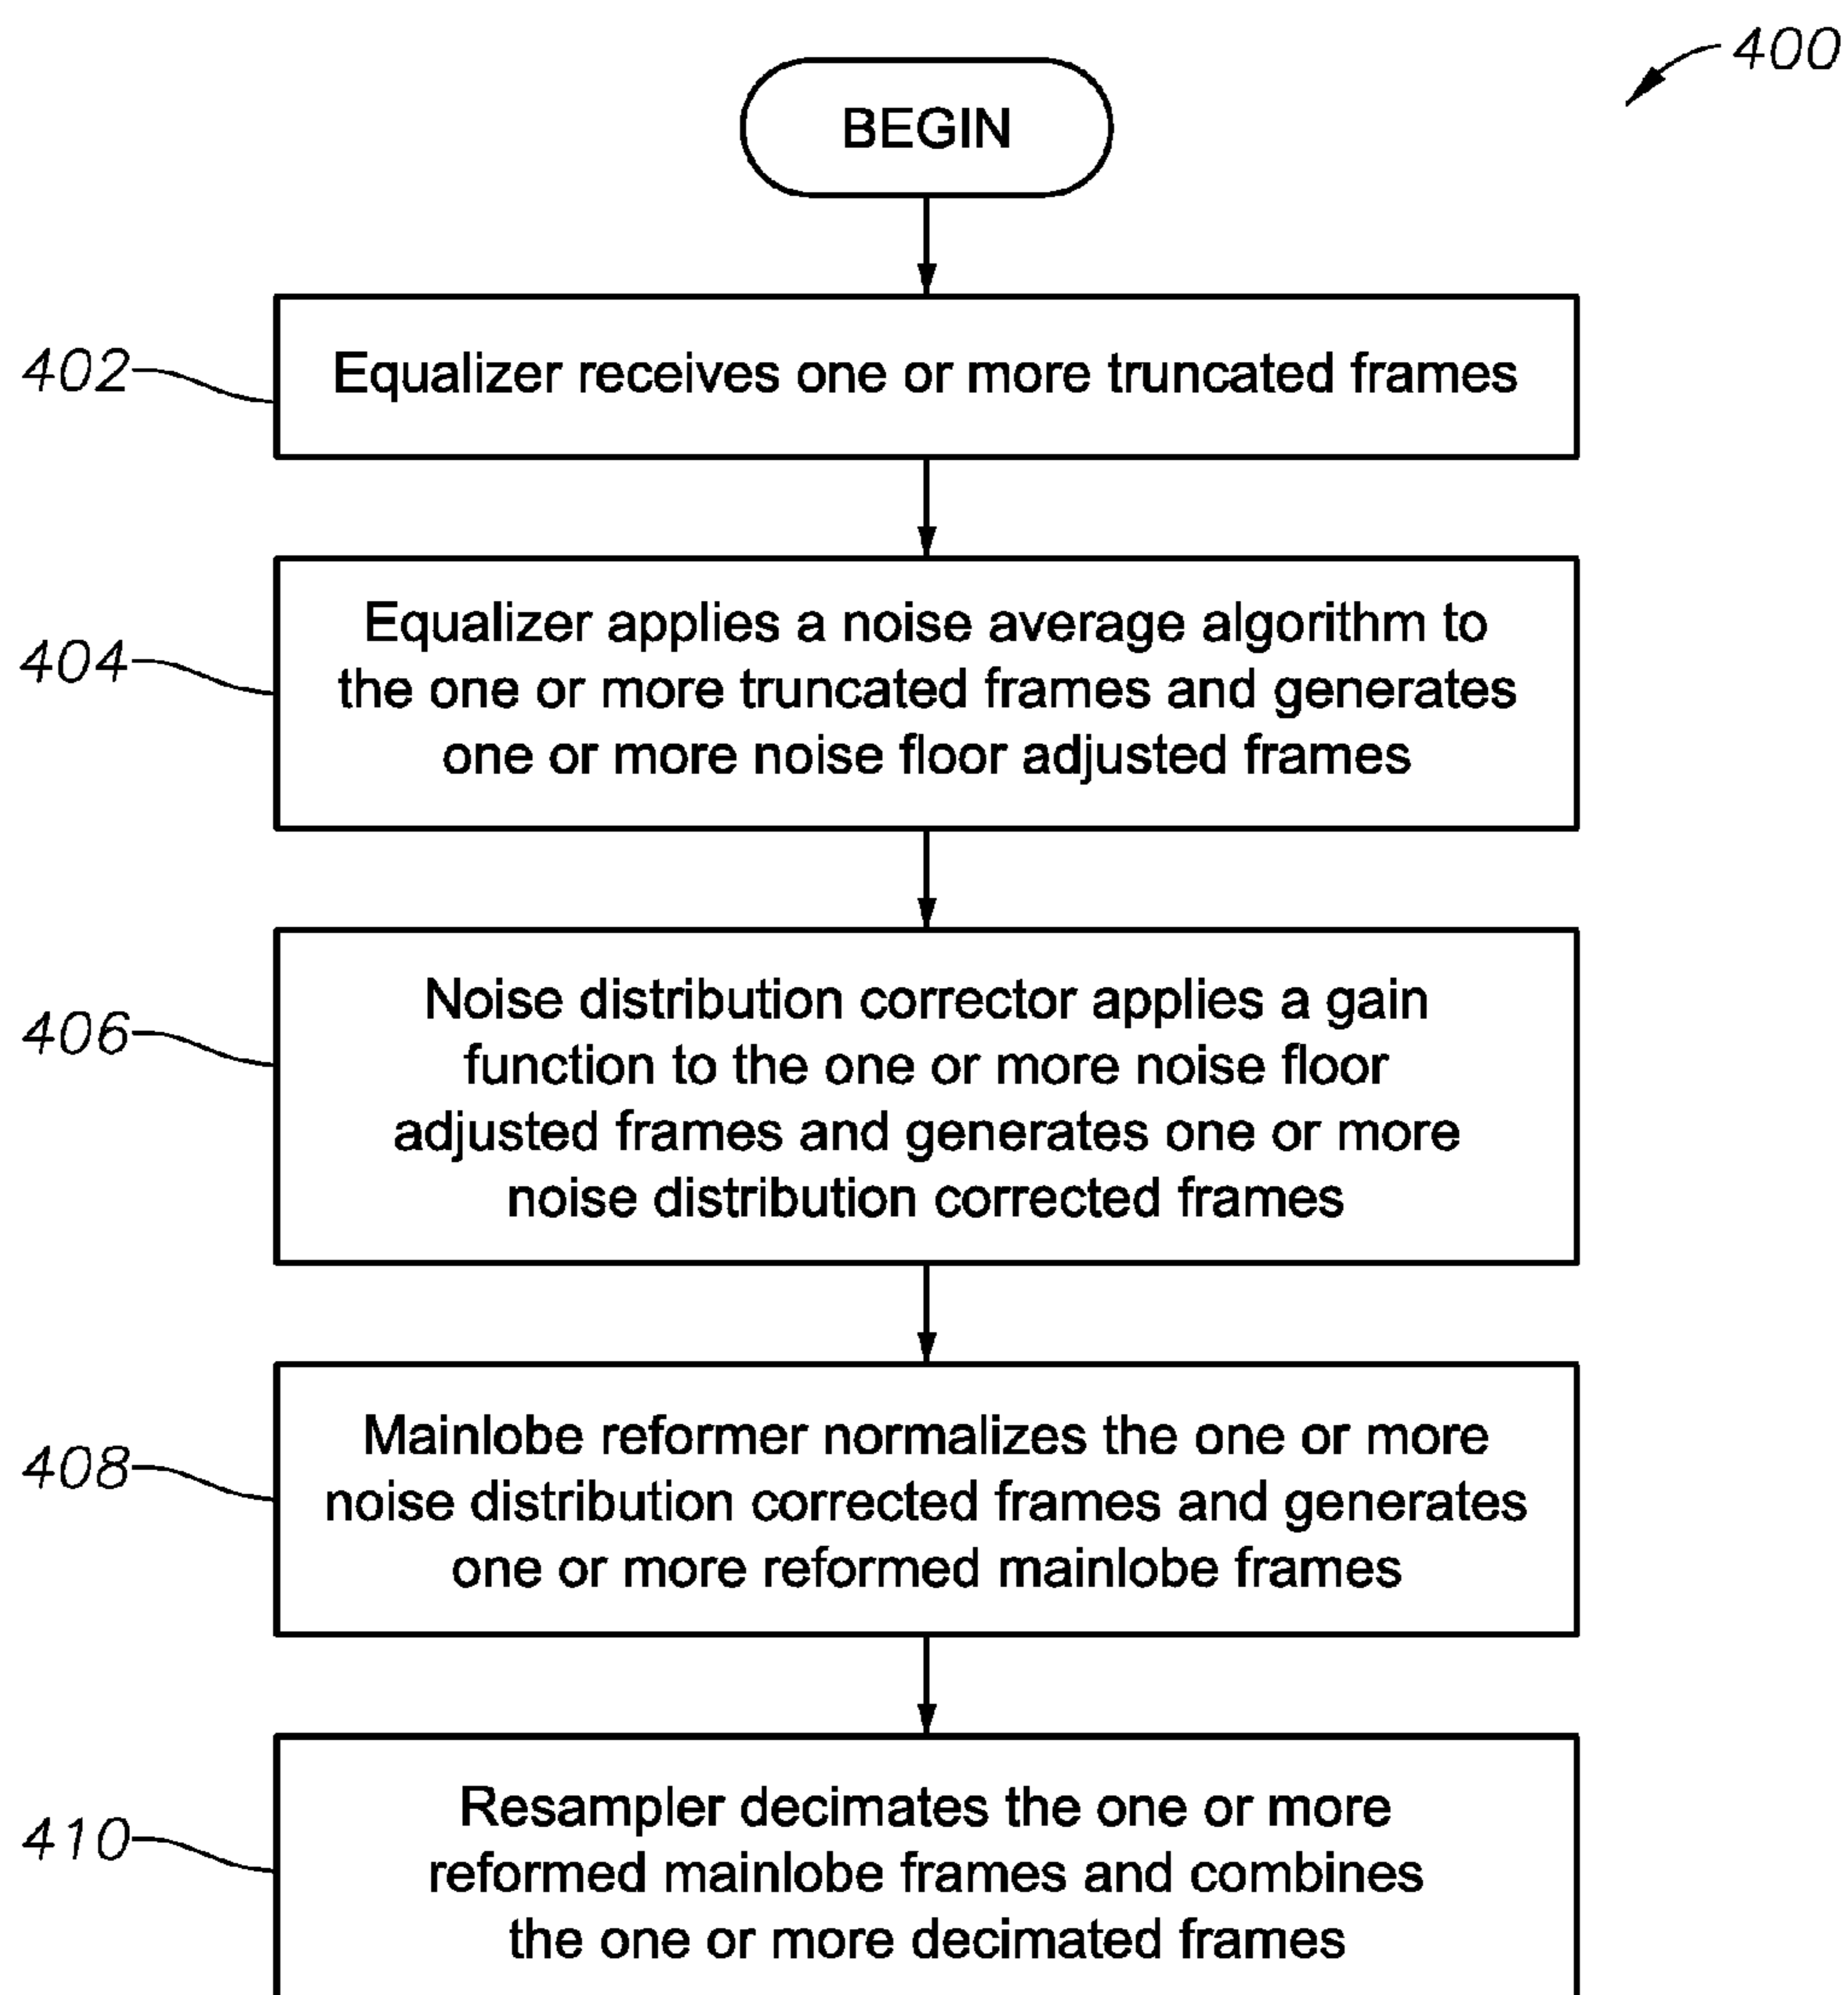 400
BEGIN
402
Equalizer receives one or more truncated frames
404
Equalizer applies a noise average algorithm to
the one or more truncated frames and generates
one or more noise floor adjusted frames
406
Noise distribution corrector applies a gain
function to the one or more noise floor
adjusted frames and generates one or more
noise distribution corrected frames
408
Mainlobe reformer normalizes the one or more
noise distribution corrected frames and generates
one or more reformed mainlobe frames
410
Resampler decimates the one or more
reformed mainlobe frames and combines
the one or more decimated frames